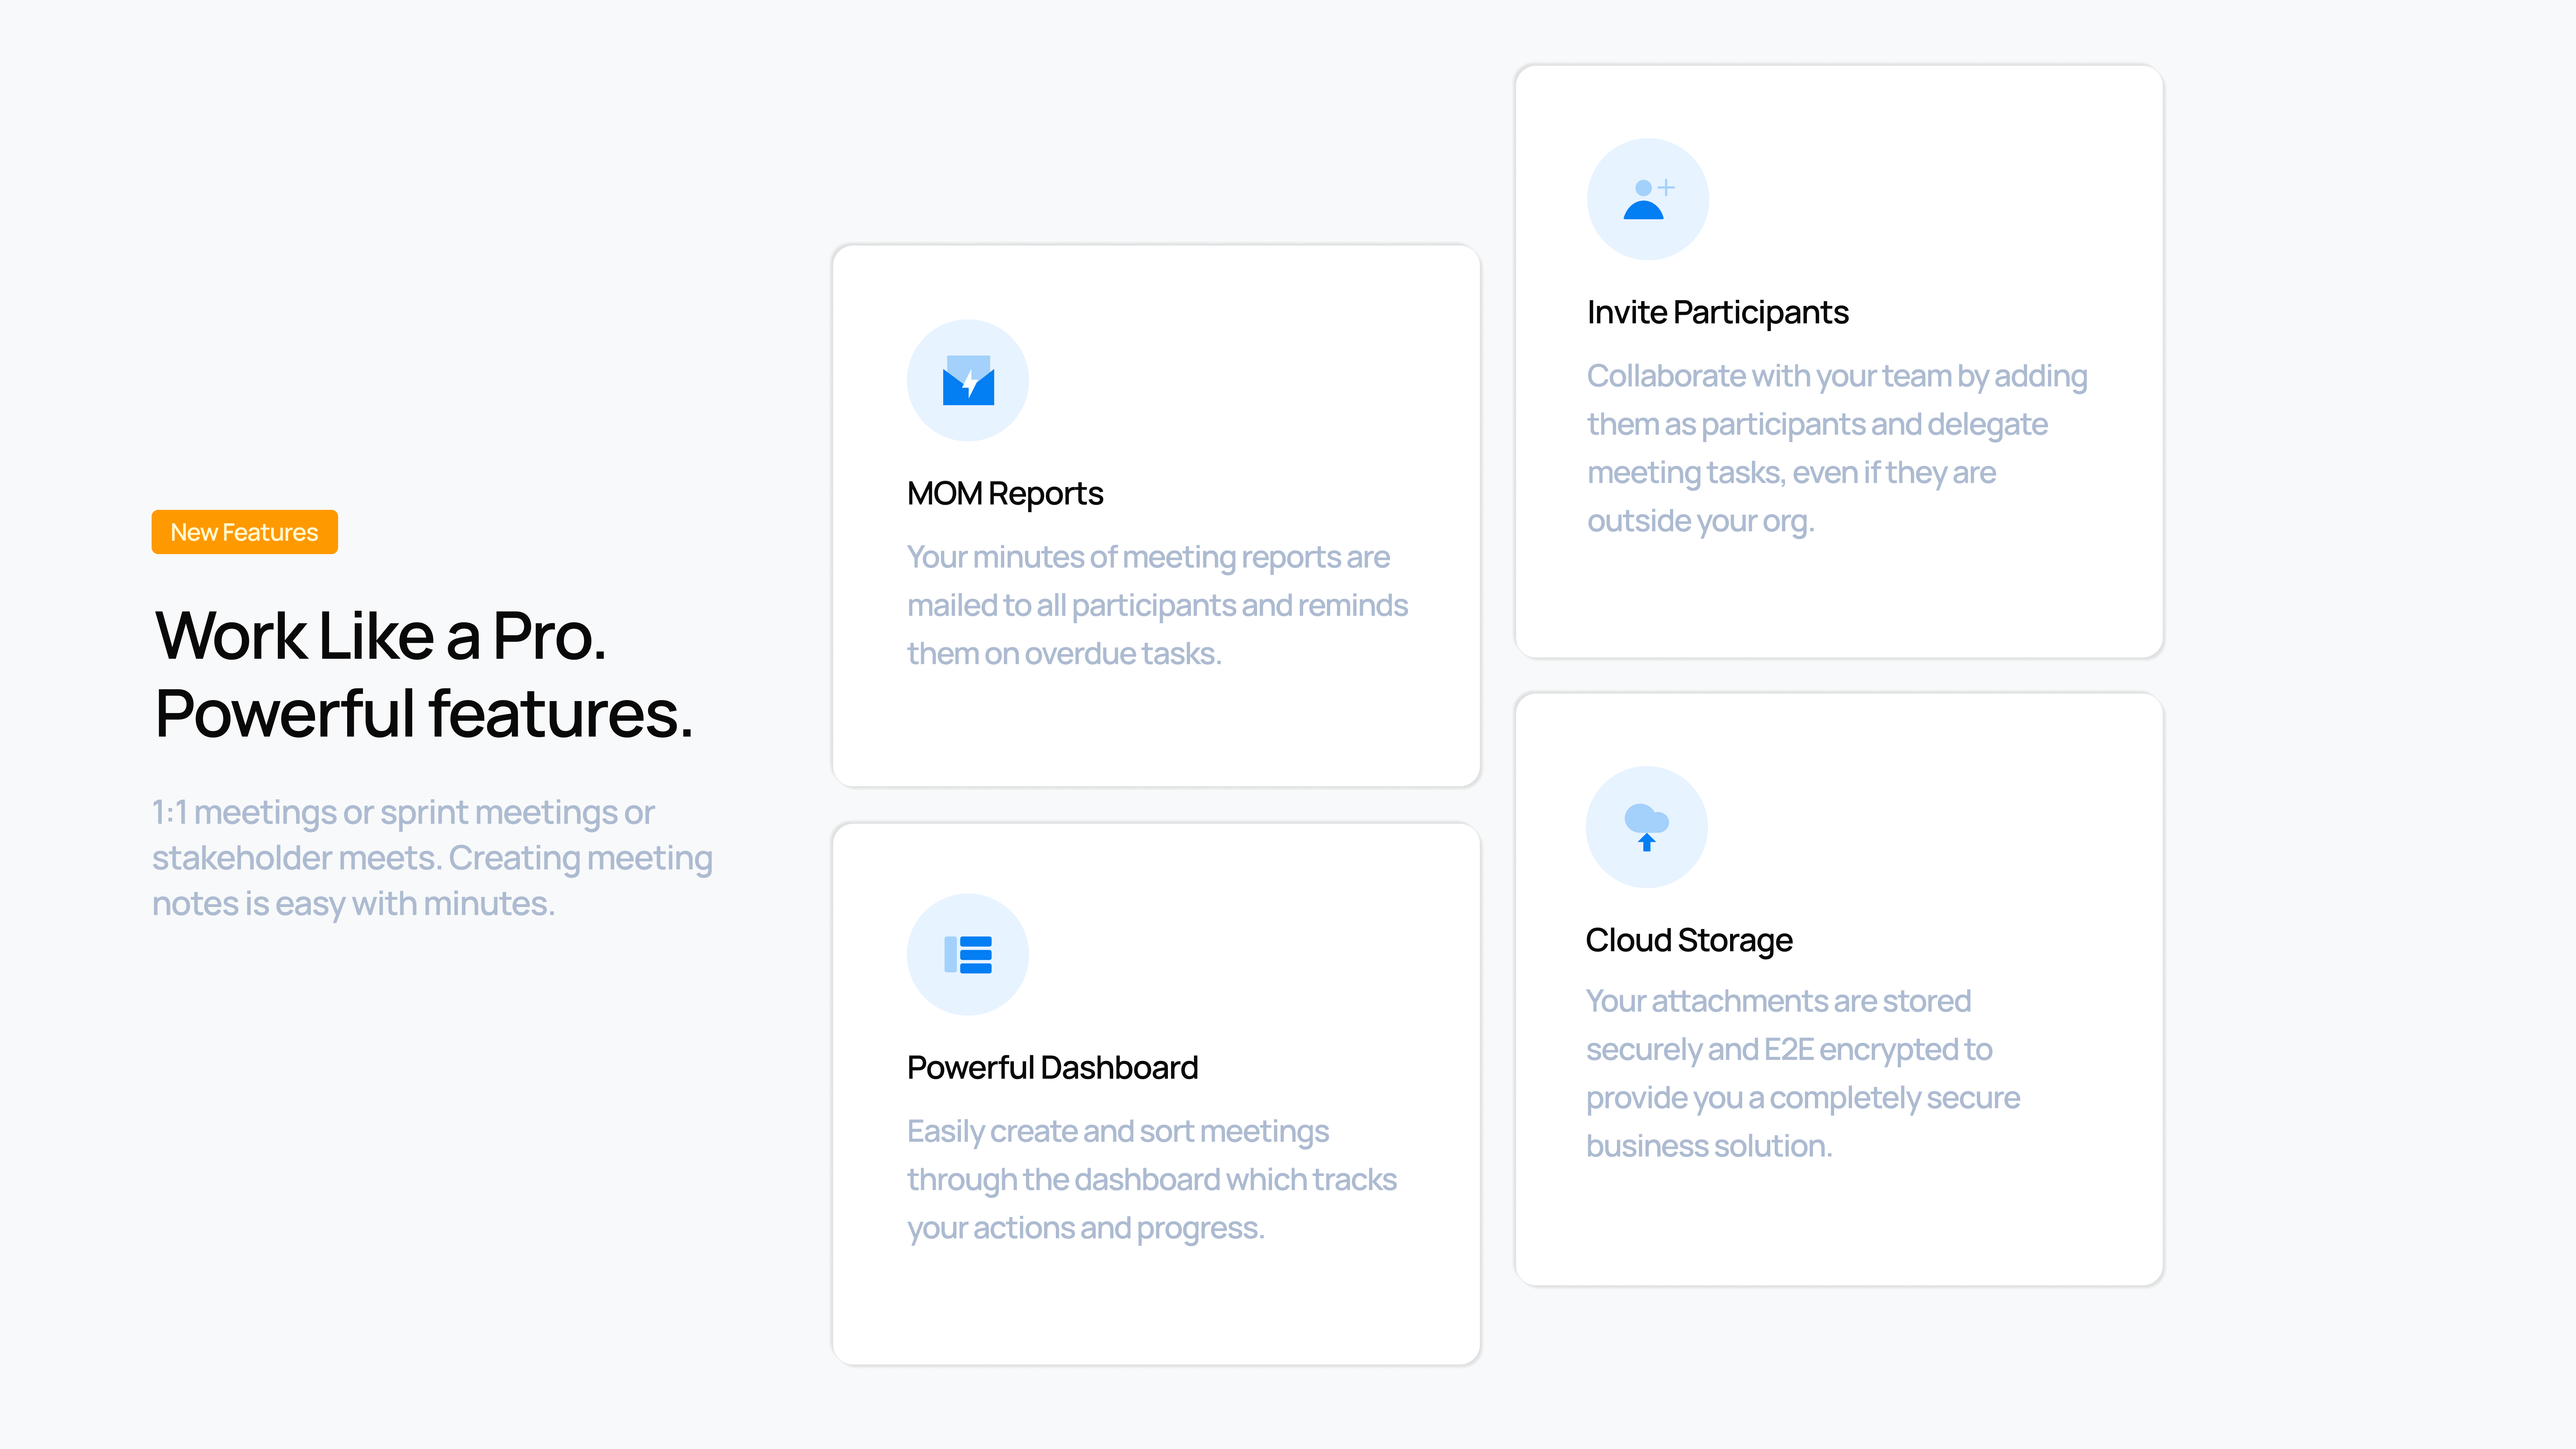 New Features
Work Like a Pro.
Powerful features.
1:1 meetings or sprint meetings or
stakeholder meets. Creating meeting
notes is easy with minutes.
MOM Reports
Your minutes of meeting reports are
mailed to all participants and reminds
them on overdue tasks.
Powerful Dashboard
Easily create and sort meetings
through the dashboard which tracks
your actions and progress.
Invite Participants
Collaborate with your team by adding
them as participants and delegate
meeting tasks, even if they are
outside your org.
Cloud Storage
Your attachments are stored
securely and E2E encrypted to
provide you a completely secure
business solution.